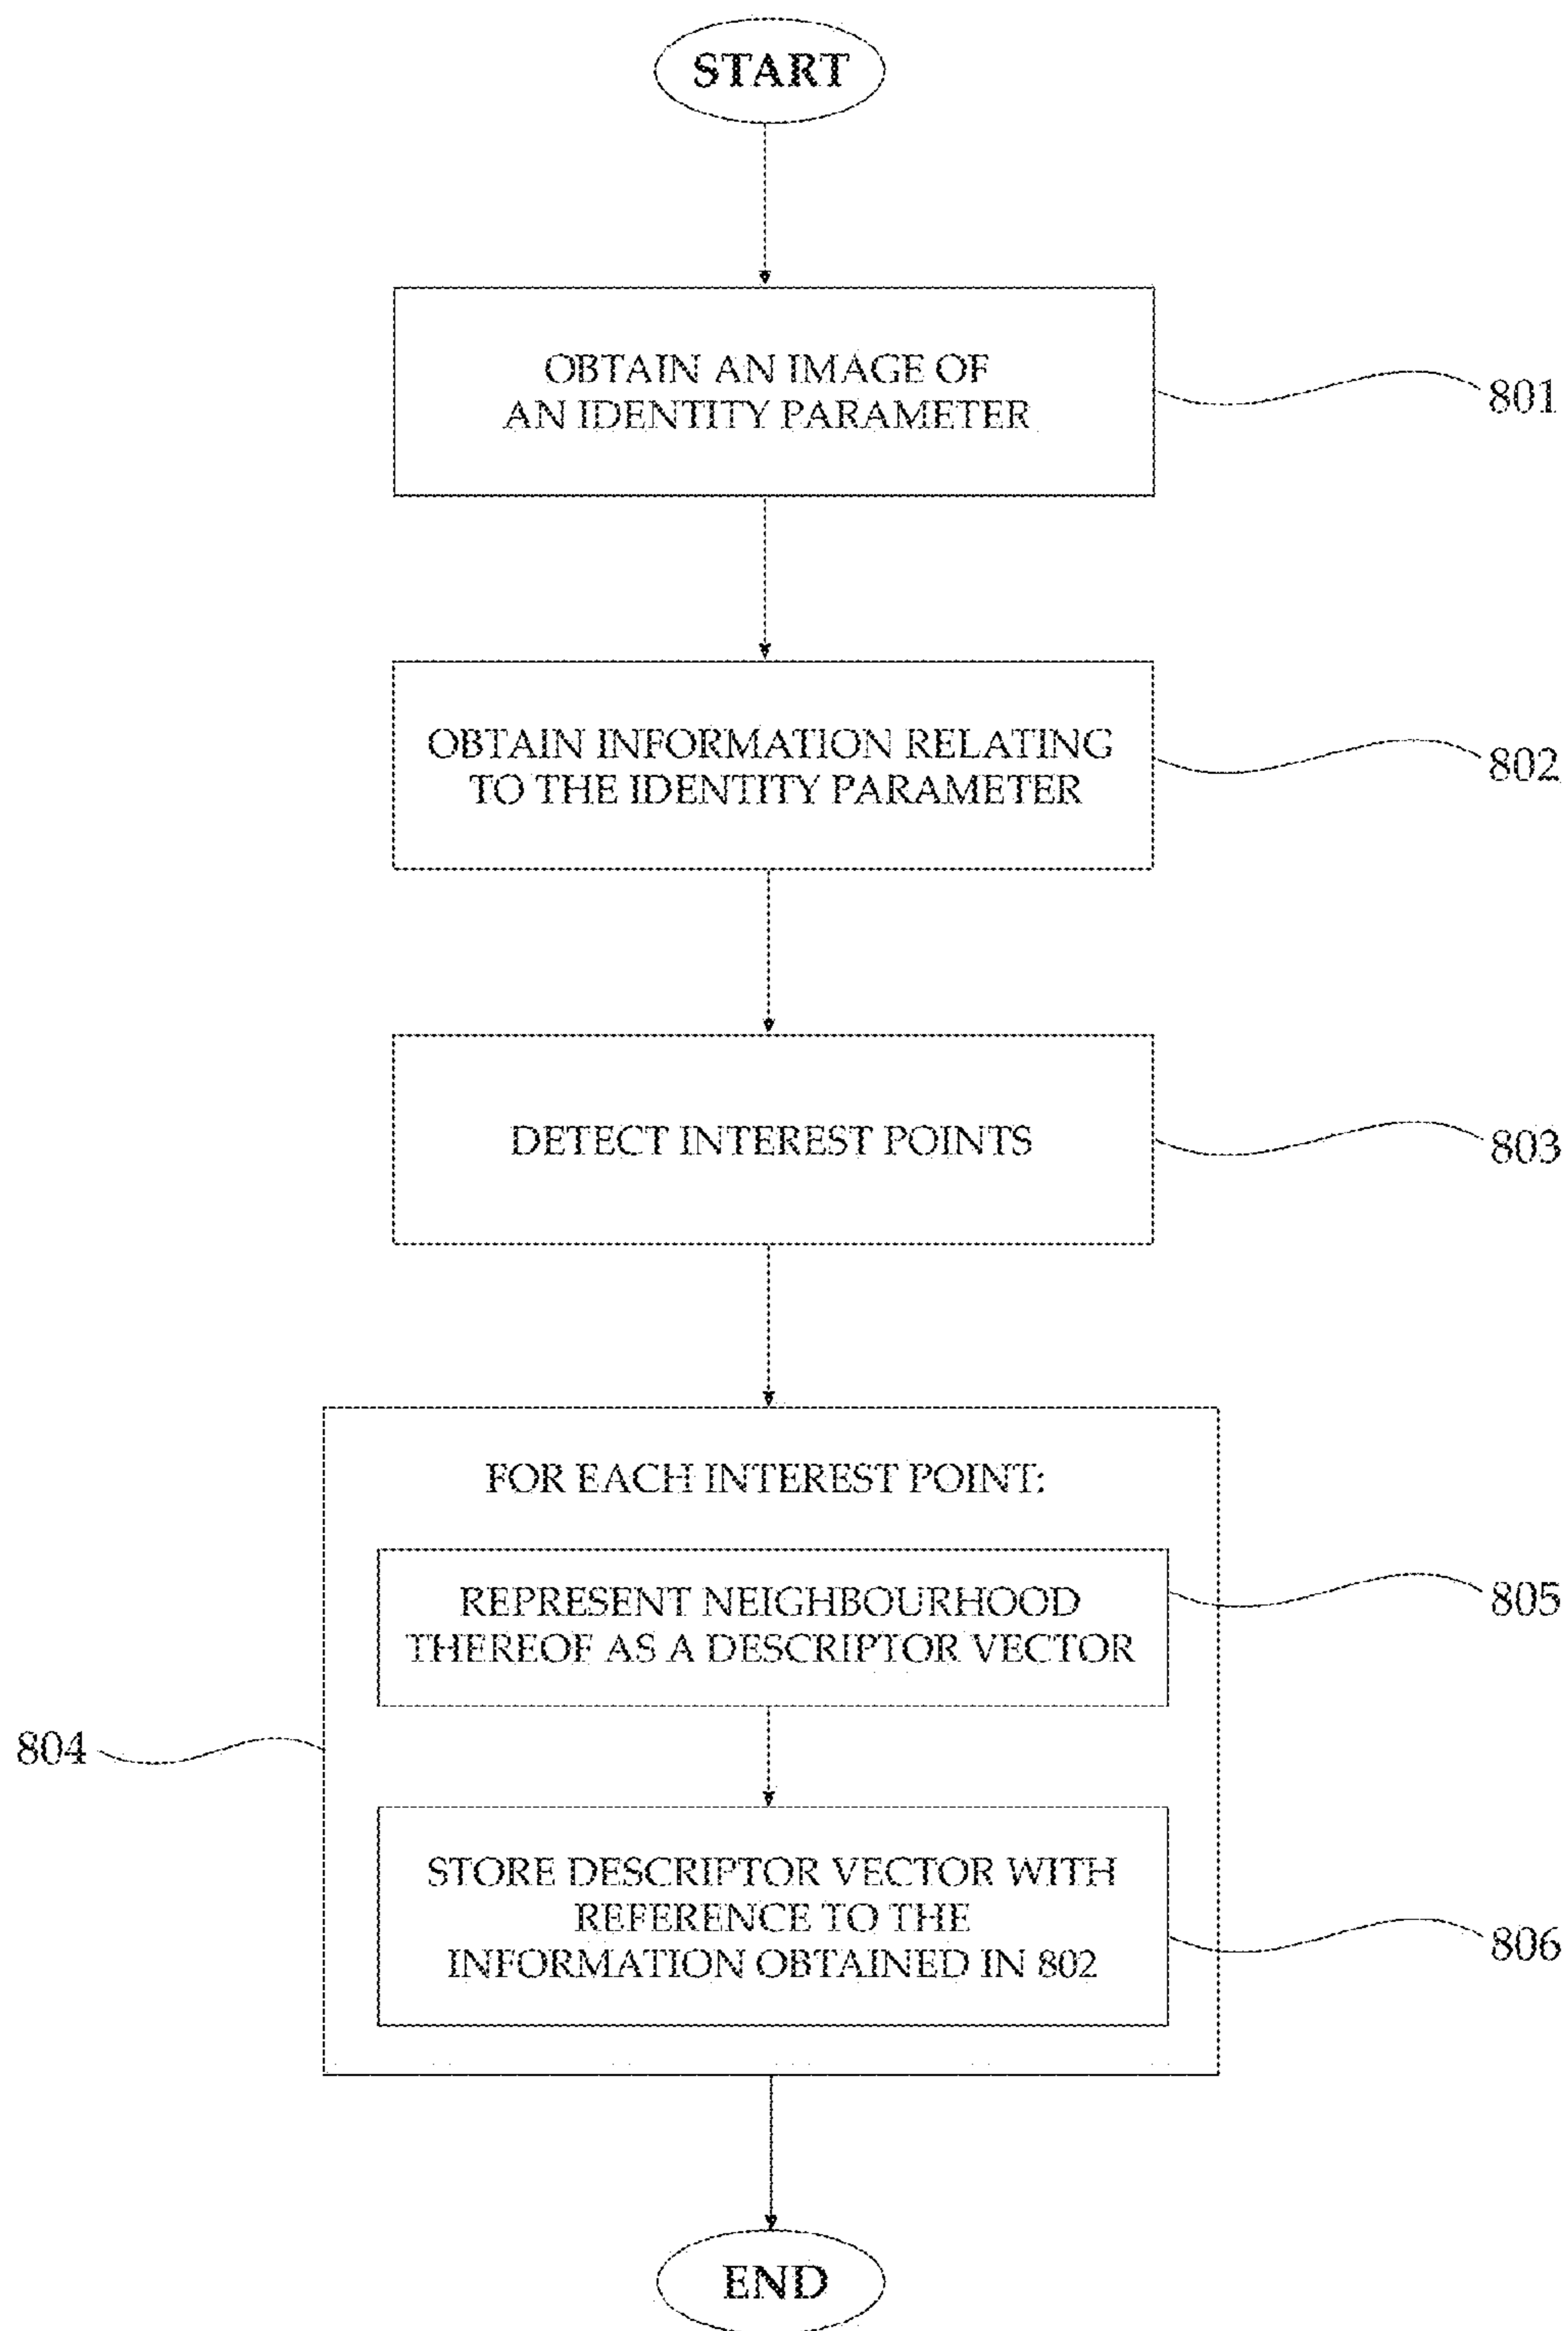 START
OBTAIN AN IMAGE OF
AN IDENTITY PARAMETER
801
OBTAIN INFORMATION RELATING
TO THE IDENTITY PARAMETER
802
DETECT INTEREST POINTS
803
FOR EACH INTEREST POINT:
REPRESENT NEIGHBOURHOOD
THEREOF AS A DESCRIPTOR VECTOR
805
804
STORE DESCRIPTOR VECTOR WITH
REFERENCE TO THE
INFORMATION OBTAINED IN 802
806
END